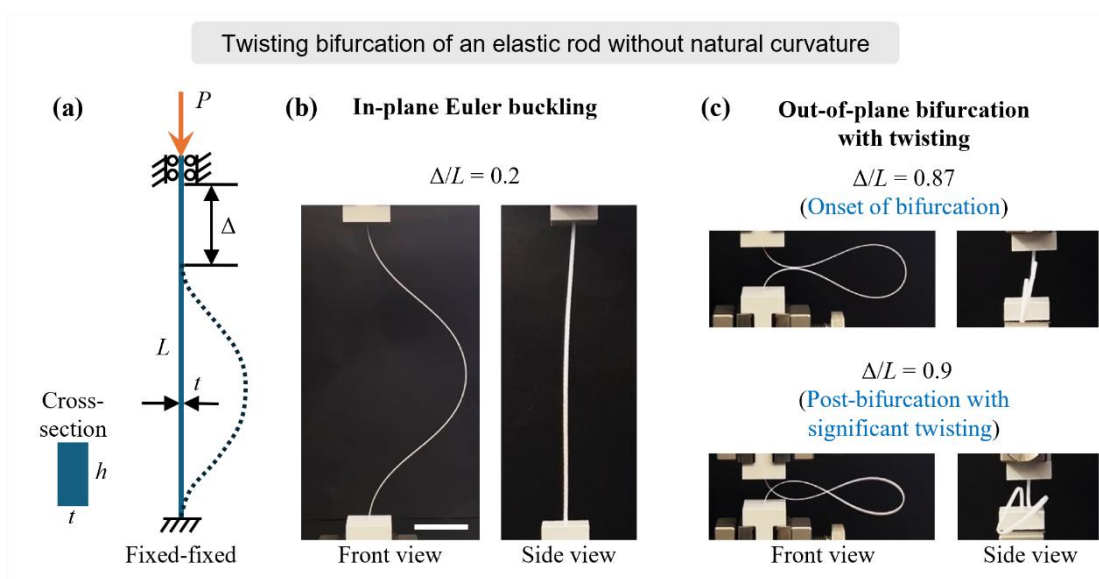 Twisting bifurcation of an elastic rod without natural curvature
(a)
P
Δ
L
t
Cross-
section
h
t
Fixed-fixed
(b)
In-plane Euler buckling
Δ/L = 0.2
Front view
Side view
(c)
Out-of-plane bifurcation
with twisting
Δ/L = 0.87
(Onset of bifurcation)
Δ/L = 0.9
(Post-bifurcation with
significant twisting)
Front view
Side view